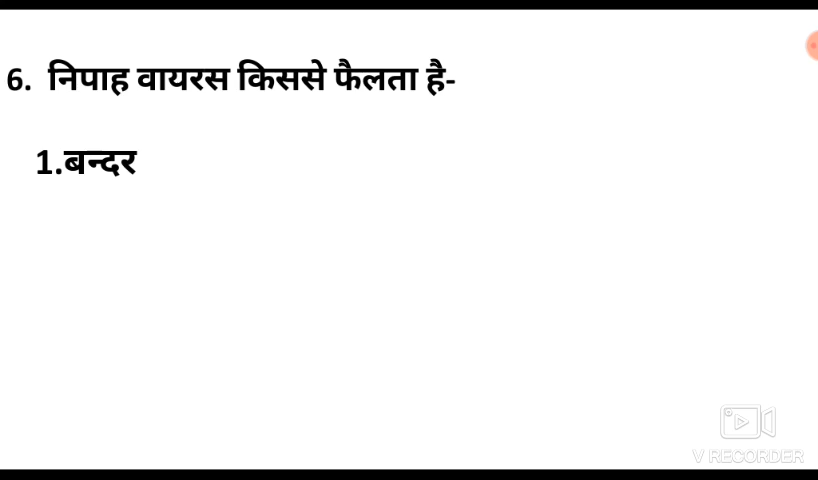 6. निपाह वायरस किससे फैलता है-
1.बन्दर
V RECORDER